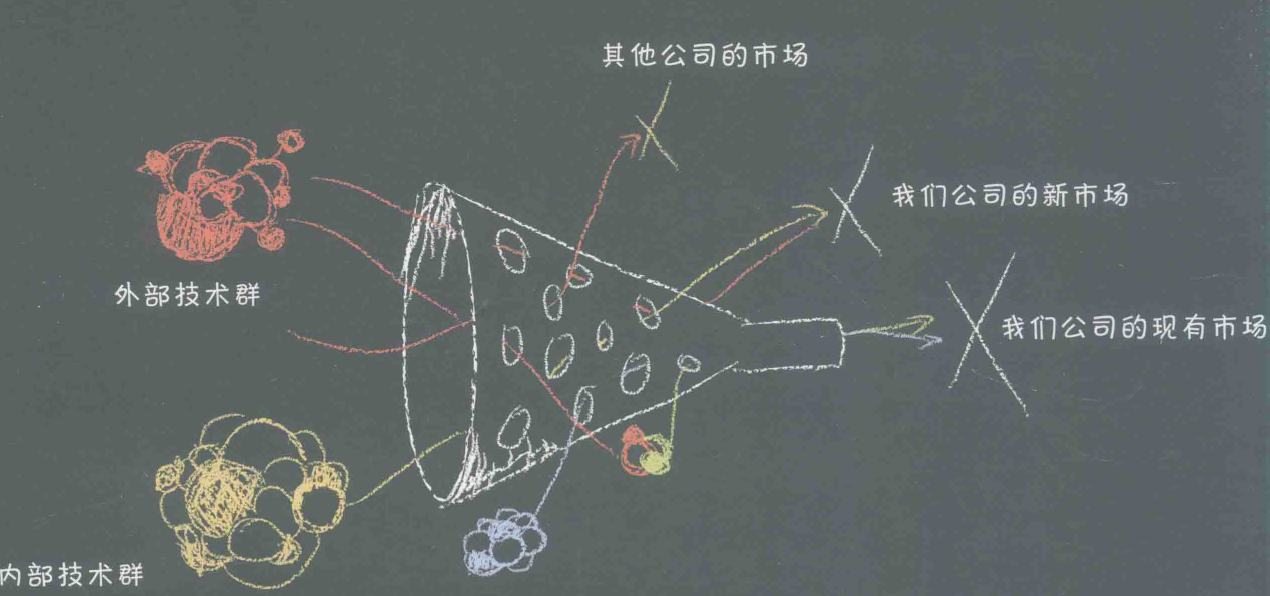 其他公司的市场
我们公司的新市场
外部技术群
我们公司的现有市场
内部技术群